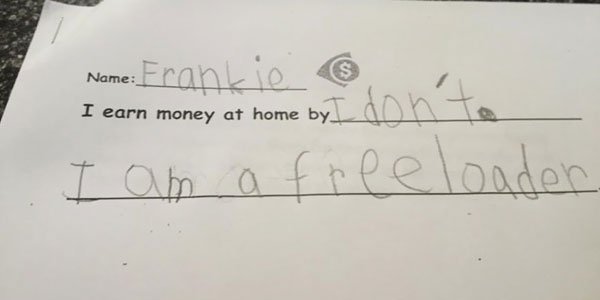 Name: Frankie $
I earn money at home by I don't.
I am a freeloader